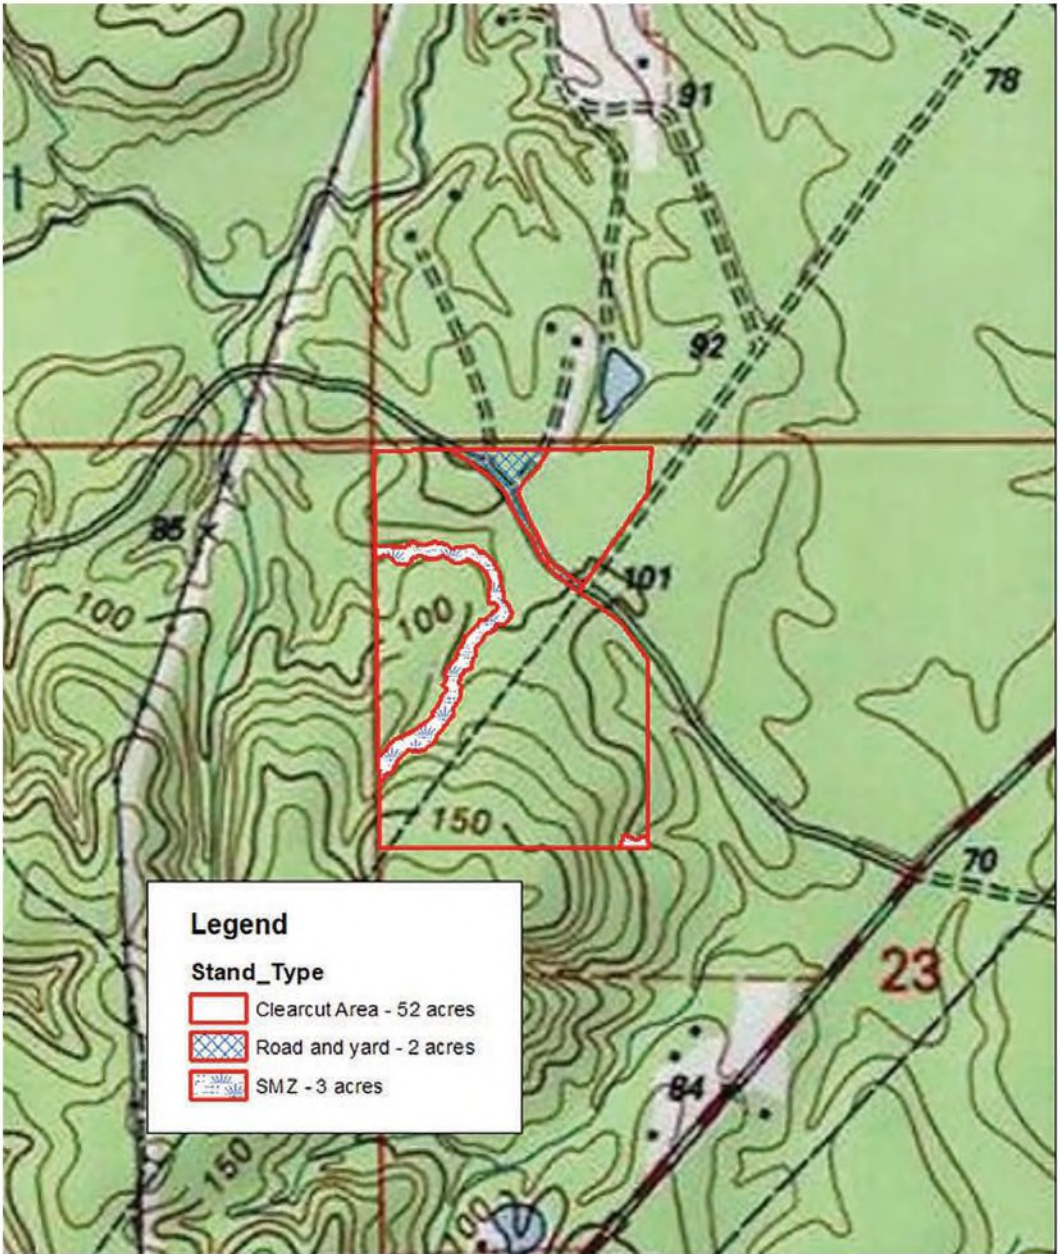 78
91
92
85
101
100
100
150
70
Legend
Stand_Type
Clearcut Area - 52 acres
Road and yard - 2 acres
SMZ - 3 acres
23
84
150